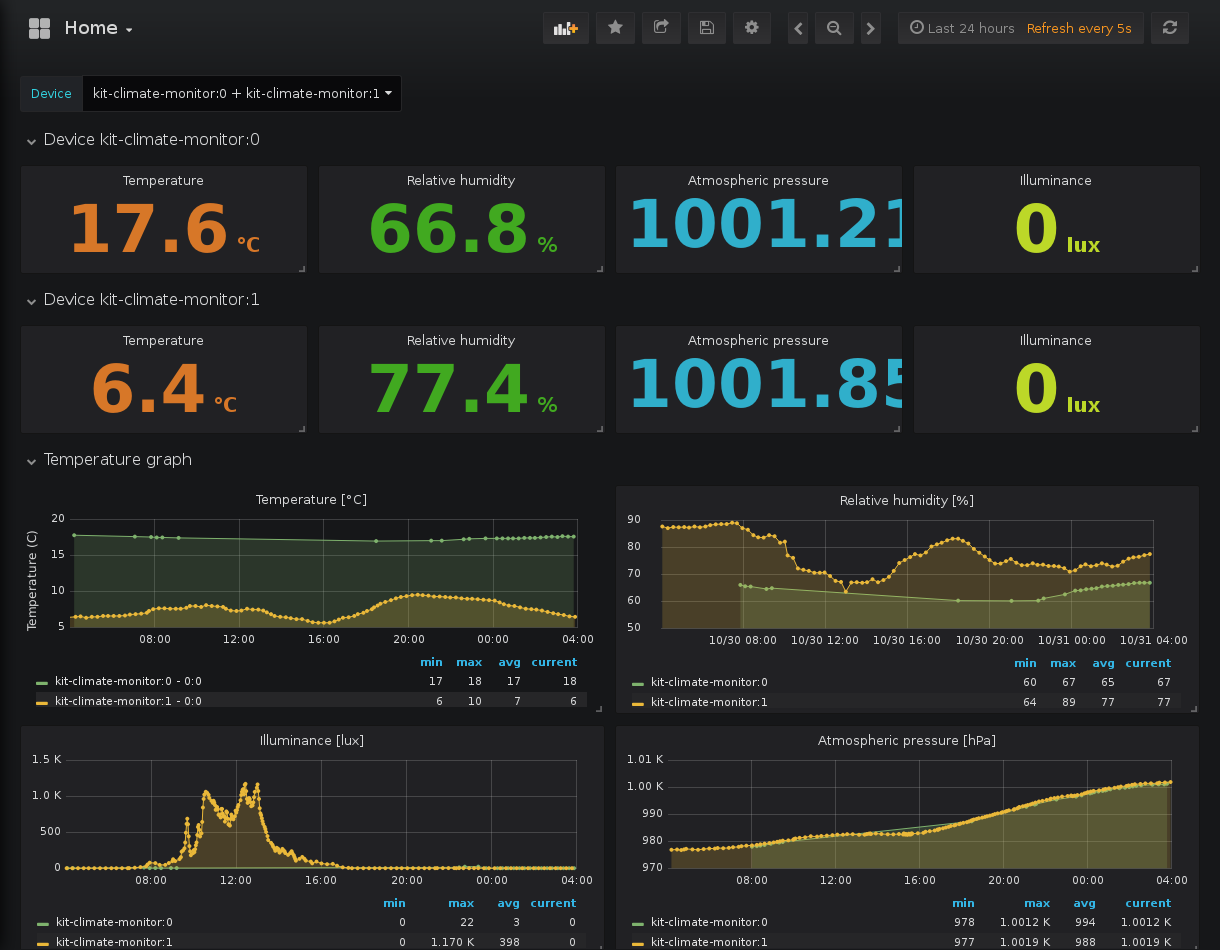 Home
Last 24 hours Refresh every 5s
Device kit-climate-monitor:0 + kit-climate-monitor:1
Device kit-climate-monitor:0
Temperature Relative humidity Atmospheric pressure Illuminance
17.6 °C 66.8 % 1001.21 0 lux
Device kit-climate-monitor:1
Temperature Relative humidity Atmospheric pressure Illuminance
6.4 °C 77.4 % 1001.85 0 lux
Temperature graph
Temperature [°C]
Temperature (C)
20
15
10
5
08:00 12:00 16:00 20:00 00:00 04:00
min max avg current
kit-climate-monitor:0 - 0:0 17 18 17 18
kit-climate-monitor:1 - 0:0 6 10 7 6
Relative humidity [%]
90
80
70
60
50
10/30 08:00 10/30 12:00 10/30 16:00 10/30 20:00 10/31 00:00 10/31 04:00
min max avg current
kit-climate-monitor:0 60 67 65 67
kit-climate-monitor:1 64 89 77 77
Illuminance [lux]
1.5 K
1.0 K
500
0
08:00 12:00 16:00 20:00 00:00 04:00
min max avg current
kit-climate-monitor:0 0 22 3 0
kit-climate-monitor:1 0 1.170 K 398 0
Atmospheric pressure [hPa]
1.01 K
1.00 K
990
980
970
08:00 12:00 16:00 20:00 00:00 04:00
min max avg current
kit-climate-monitor:0 978 1.0012 K 994 1.0012 K
kit-climate-monitor:1 977 1.0019 K 988 1.0019 K